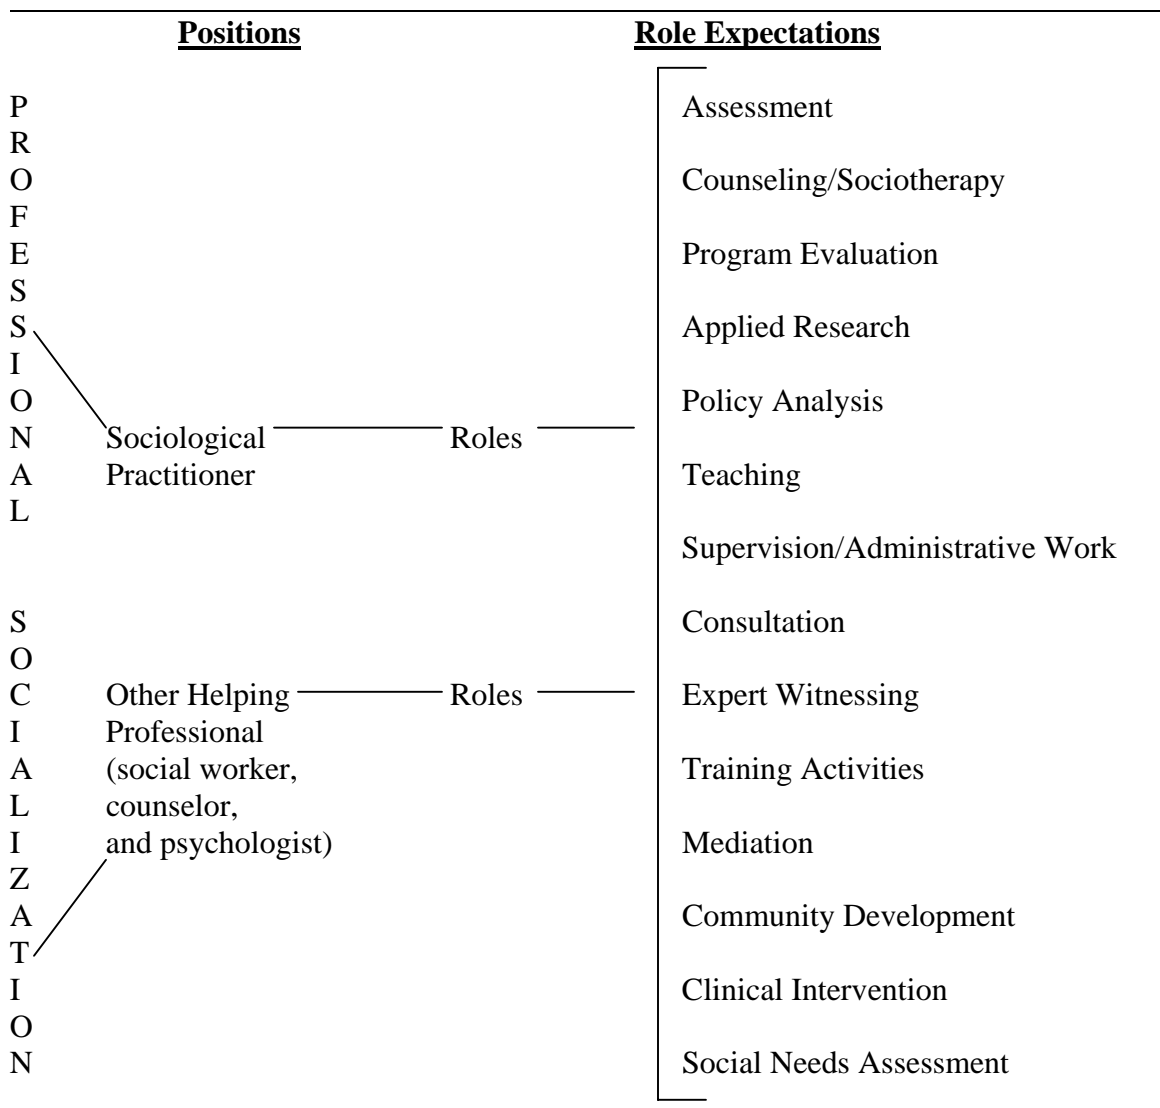 Positions Role Expectations
P Assessment
R
O Counseling/Sociotherapy
F
E Program Evaluation
S
S Applied Research
I
O Policy Analysis
N Sociological Roles
A Practitioner Teaching
L
Supervision/Administrative Work
S Consultation
O
C Other Helping Roles Expert Witnessing
I Professional
A (social worker, Training Activities
L counselor,
I and psychologist) Mediation
Z
A Community Development
T
I Clinical Intervention
O
N Social Needs Assessment